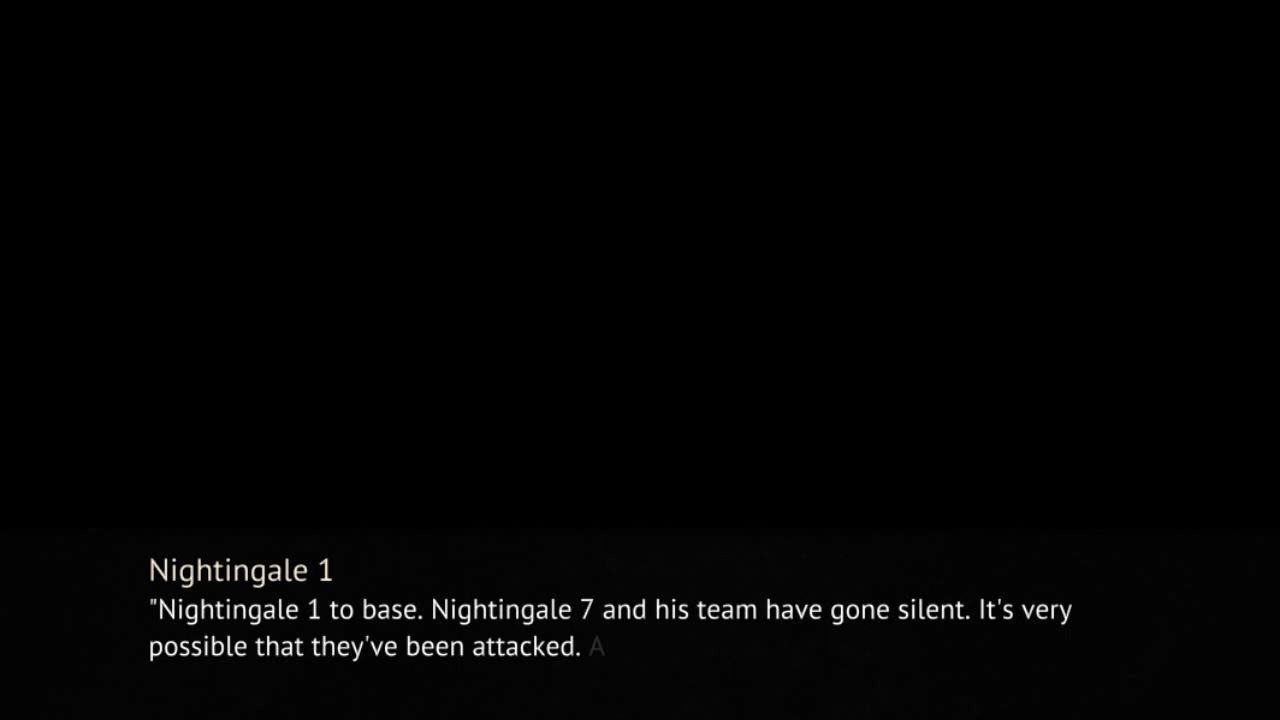 Nightingale 1
"Nightingale 1 to base. Nightingale 7 and his team have gone silent. It's very
possible that they've been attacked. A